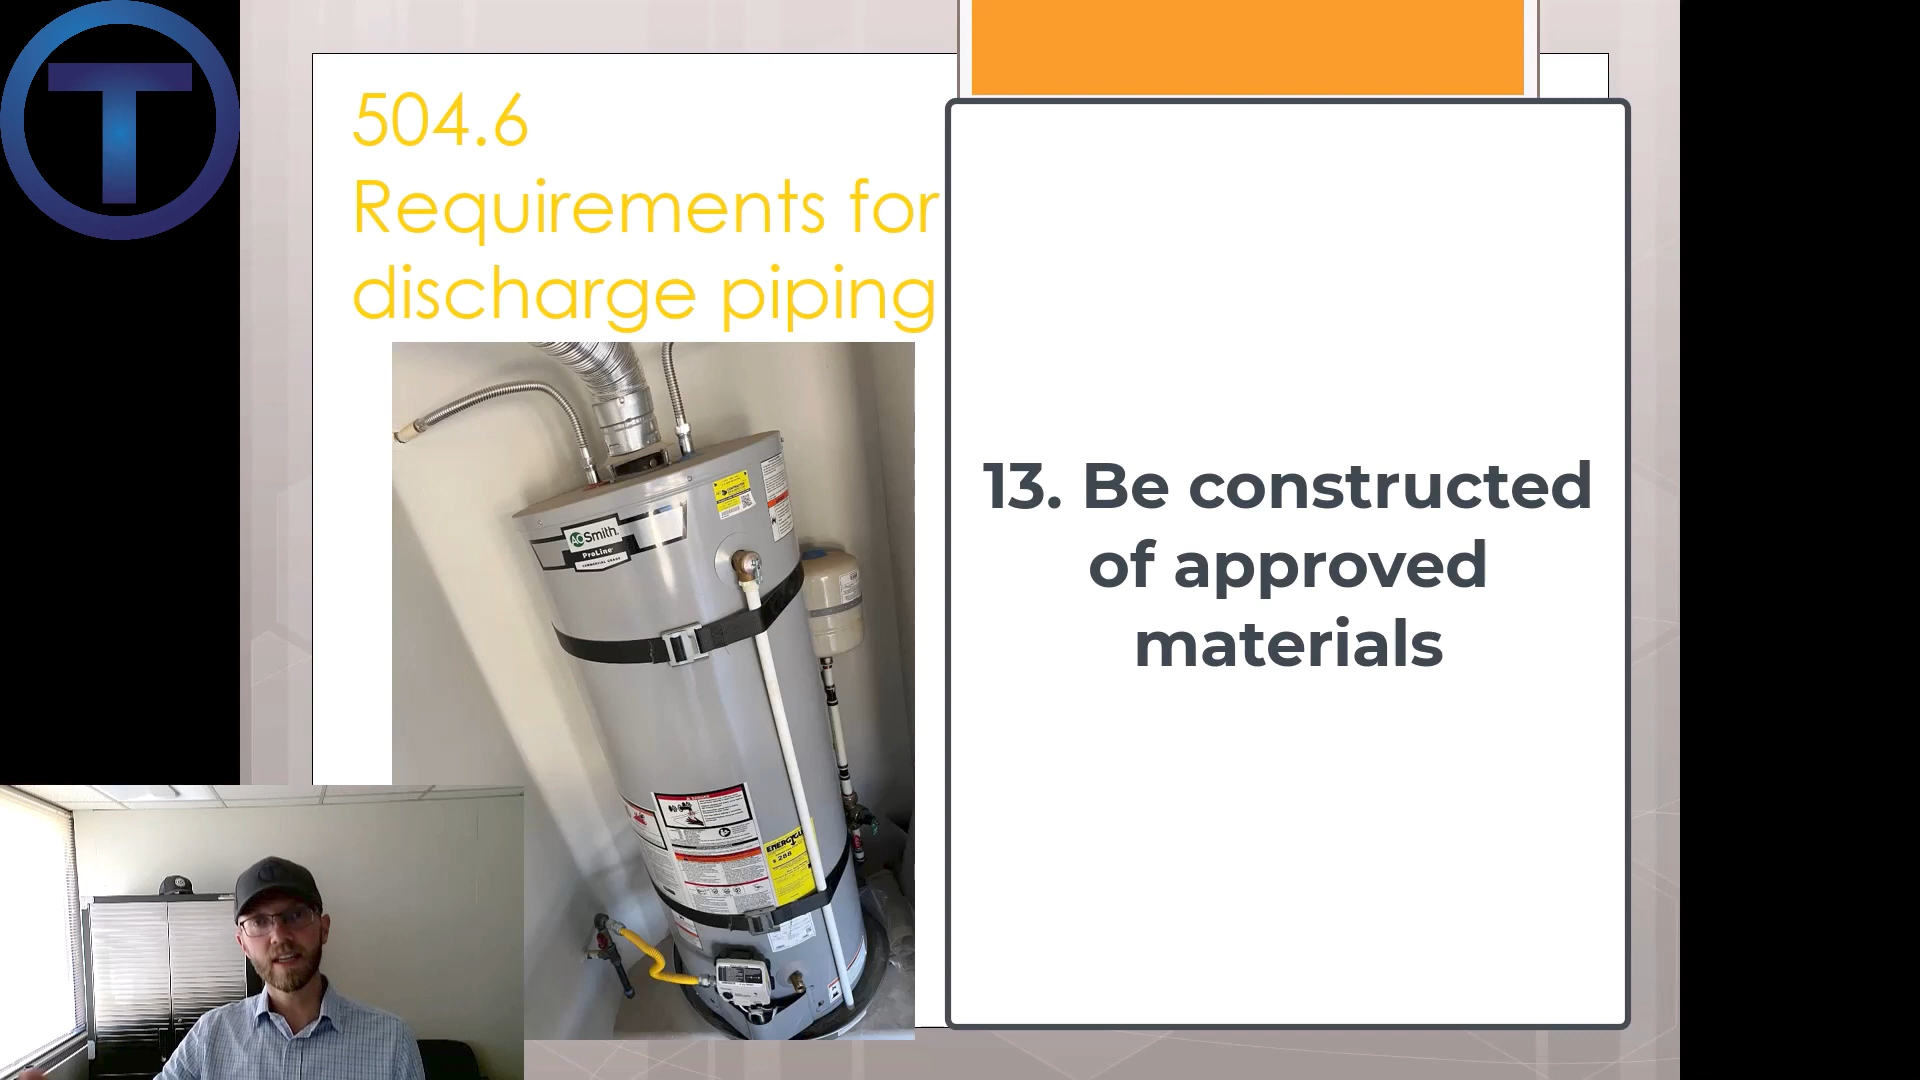 T
504.6
Requirements for
discharge piping
13. Be constructed
of approved
materials
AOSmith
ProLine